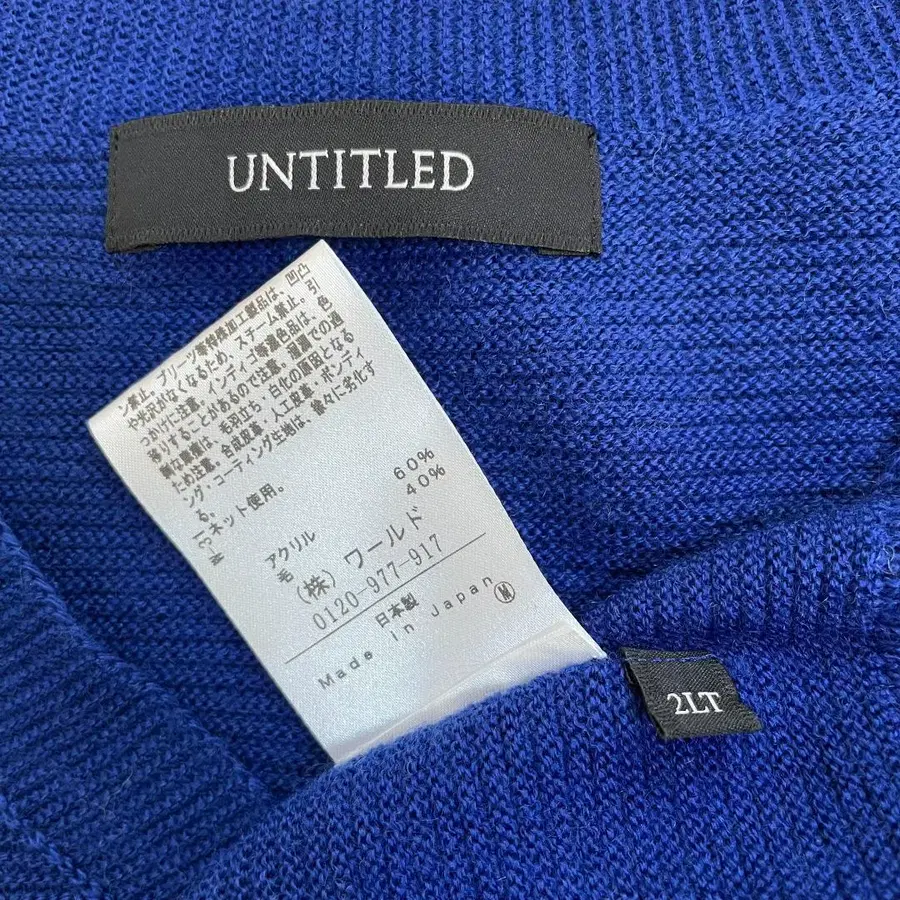 UNTITLED
ン禁止。プリーツ等特殊加工製品は、凹凸
や光沢がなくなるため、スチーム禁止。引
っかけに注意。インディゴ等濃色品は、色
移りすることがあるので注意。過度での過
度な着用は、毛羽立ち・白化の原因となる
ため注意。合成皮革・人工皮革・ボンディ
ング・コーティング生地は、徐々に劣化す
る。
ネット使用。
アクリル 60%
毛 40%
(株) ワールド
0120-977-917
日本製
Made in Japan
2LT